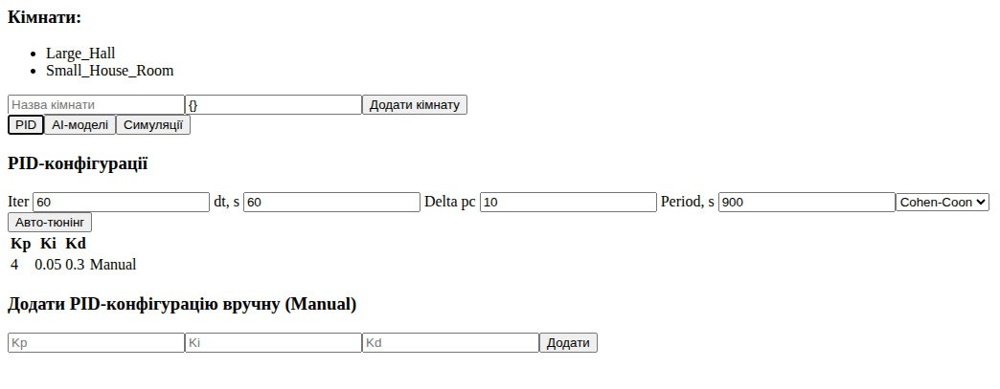 Кімнати:
Large_Hall
Small_House_Room
Назва кімнати {} Додати кімнату
PID AI-моделі Симуляції
PID-конфігурації
Iter 60 dt, s 60 Delta pc 10 Period, s 900 Cohen-Coon
Авто-тюнінг
Kp Ki Kd
4 0.05 0.3 Manual
Додати PID-конфігурацію вручну (Manual)
Kp Ki Kd Додати